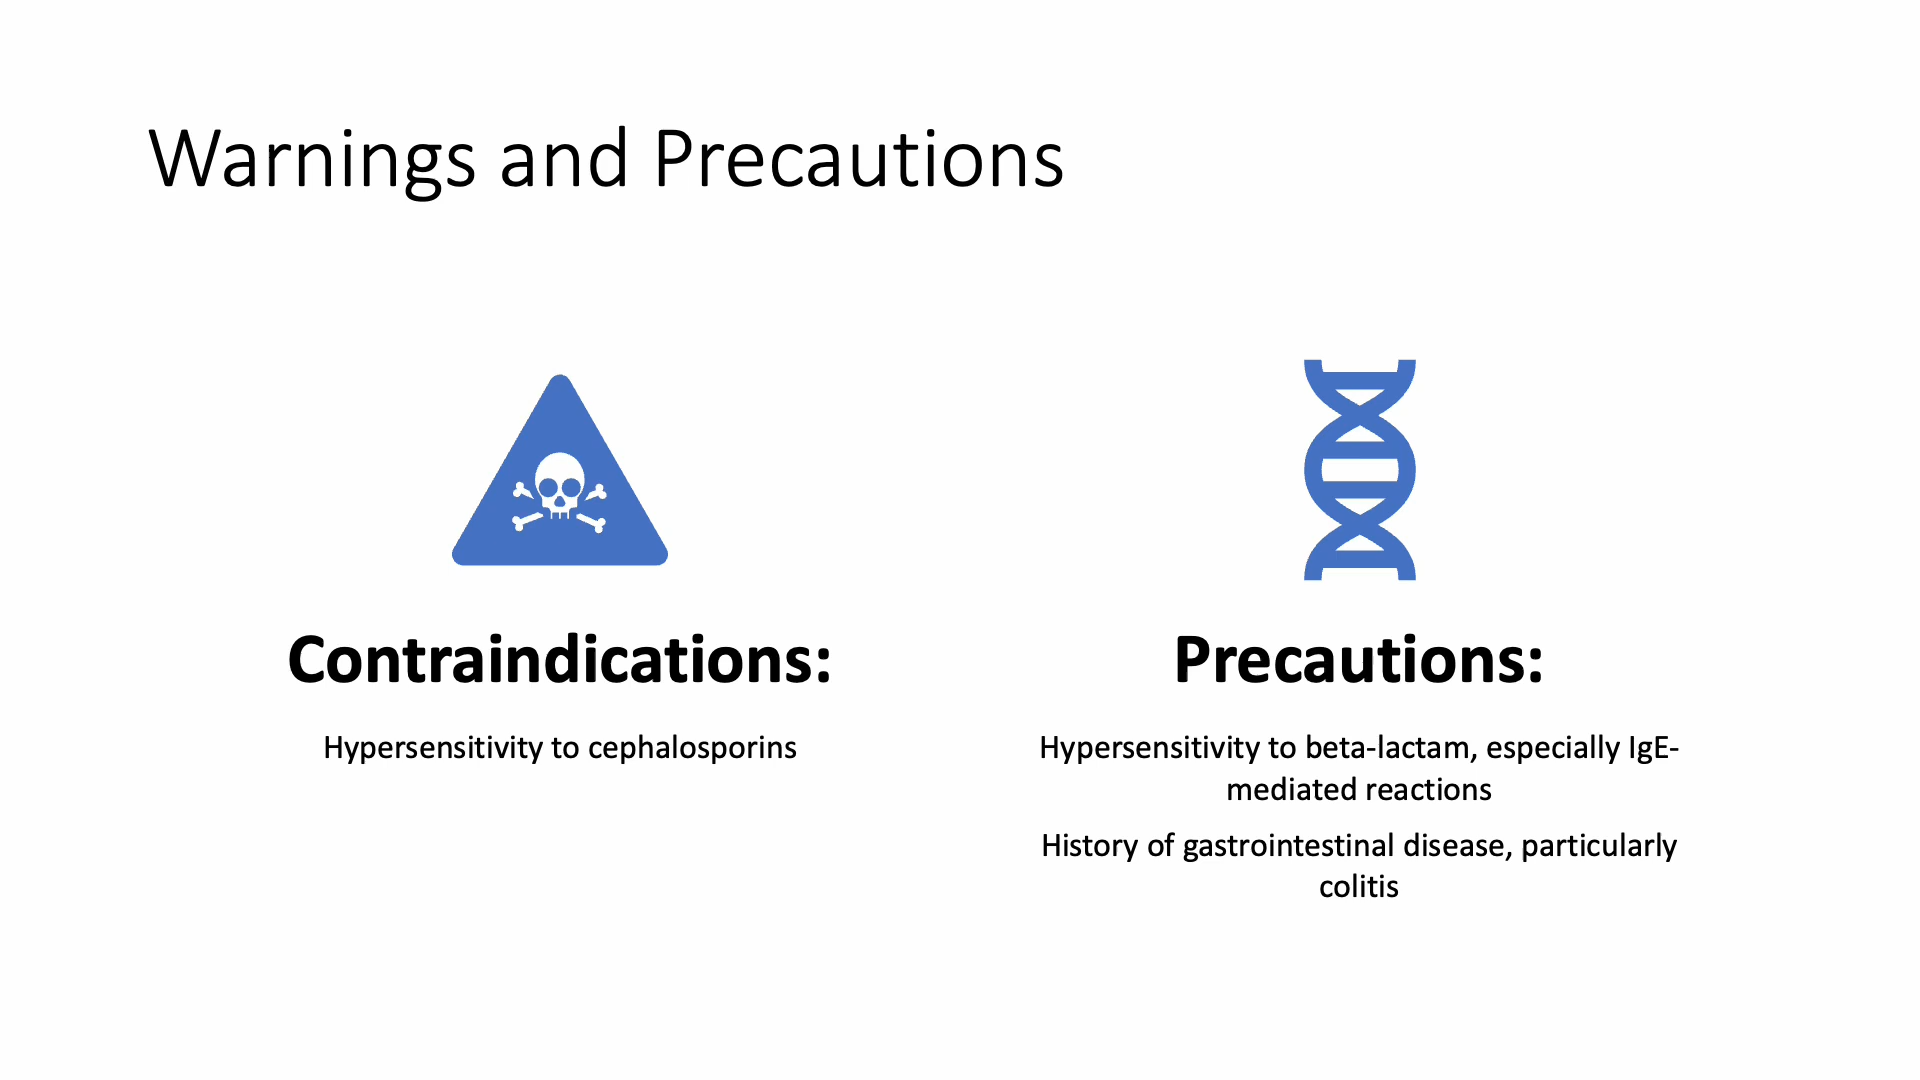 Warnings and Precautions
Contraindications:
Hypersensitivity to cephalosporins
Precautions:
Hypersensitivity to beta-lactam, especially IgE-
mediated reactions
History of gastrointestinal disease, particularly
colitis